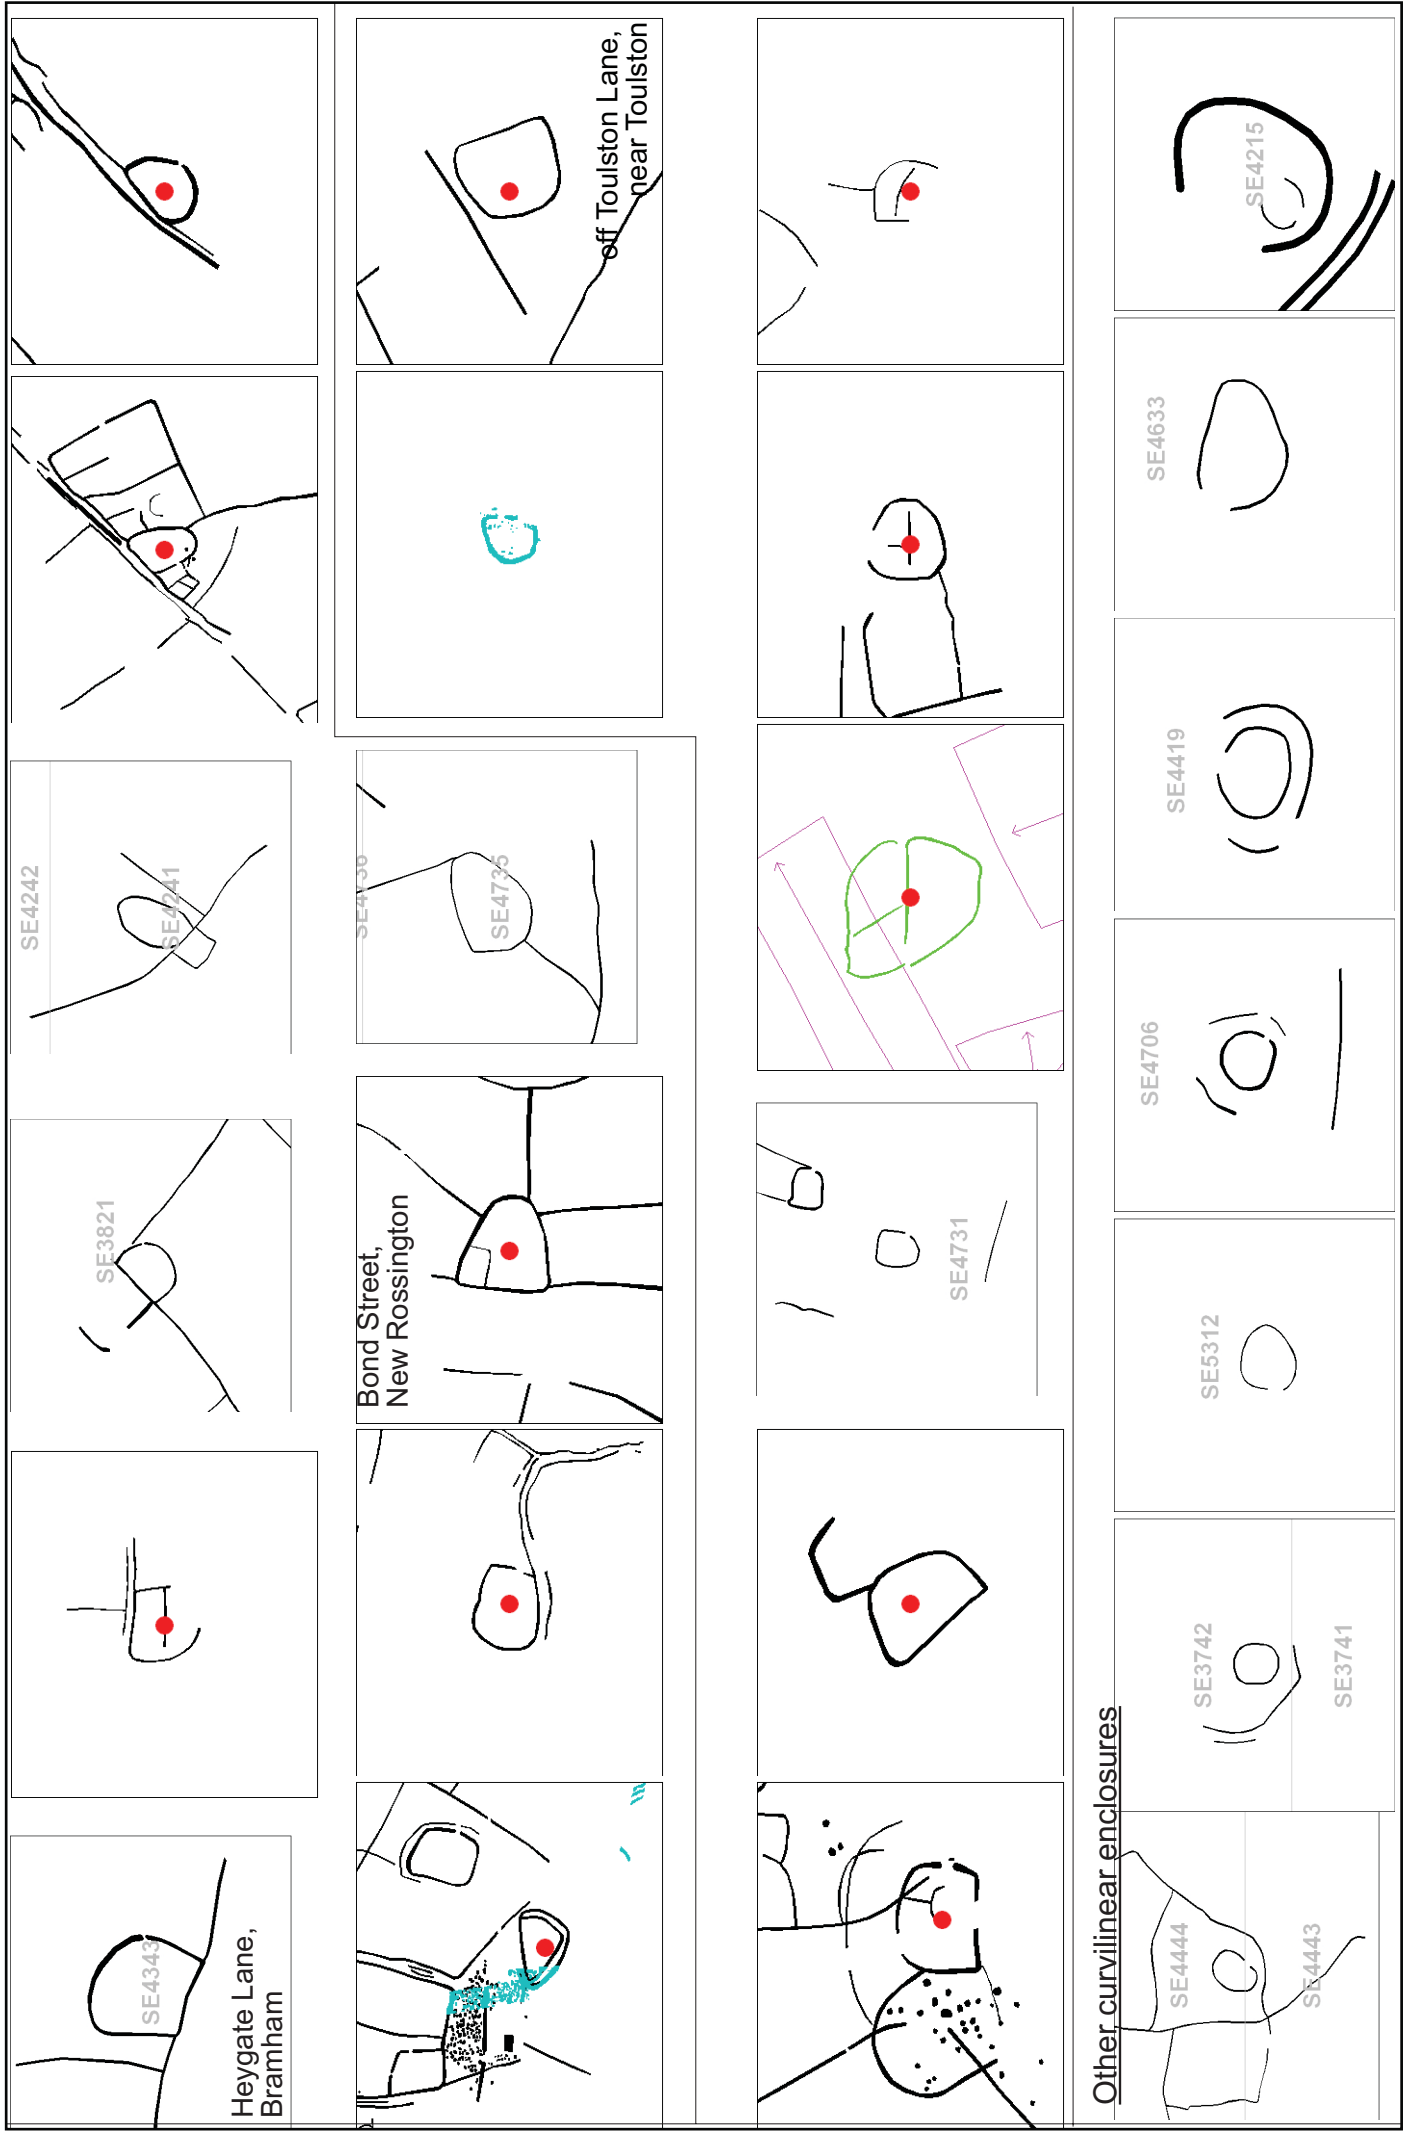 SE4343
Heygate Lane,
Bramham
SE3821
SE4242
SE4241
Bond Street,
New Rossington
SE4736
SE4735
off Toulston Lane,
near Toulston
SE4731
Other curvilinear enclosures
SE4444
SE4443
SE3742
SE3741
SE5312
SE4706
SE4419
SE4633
SE4215